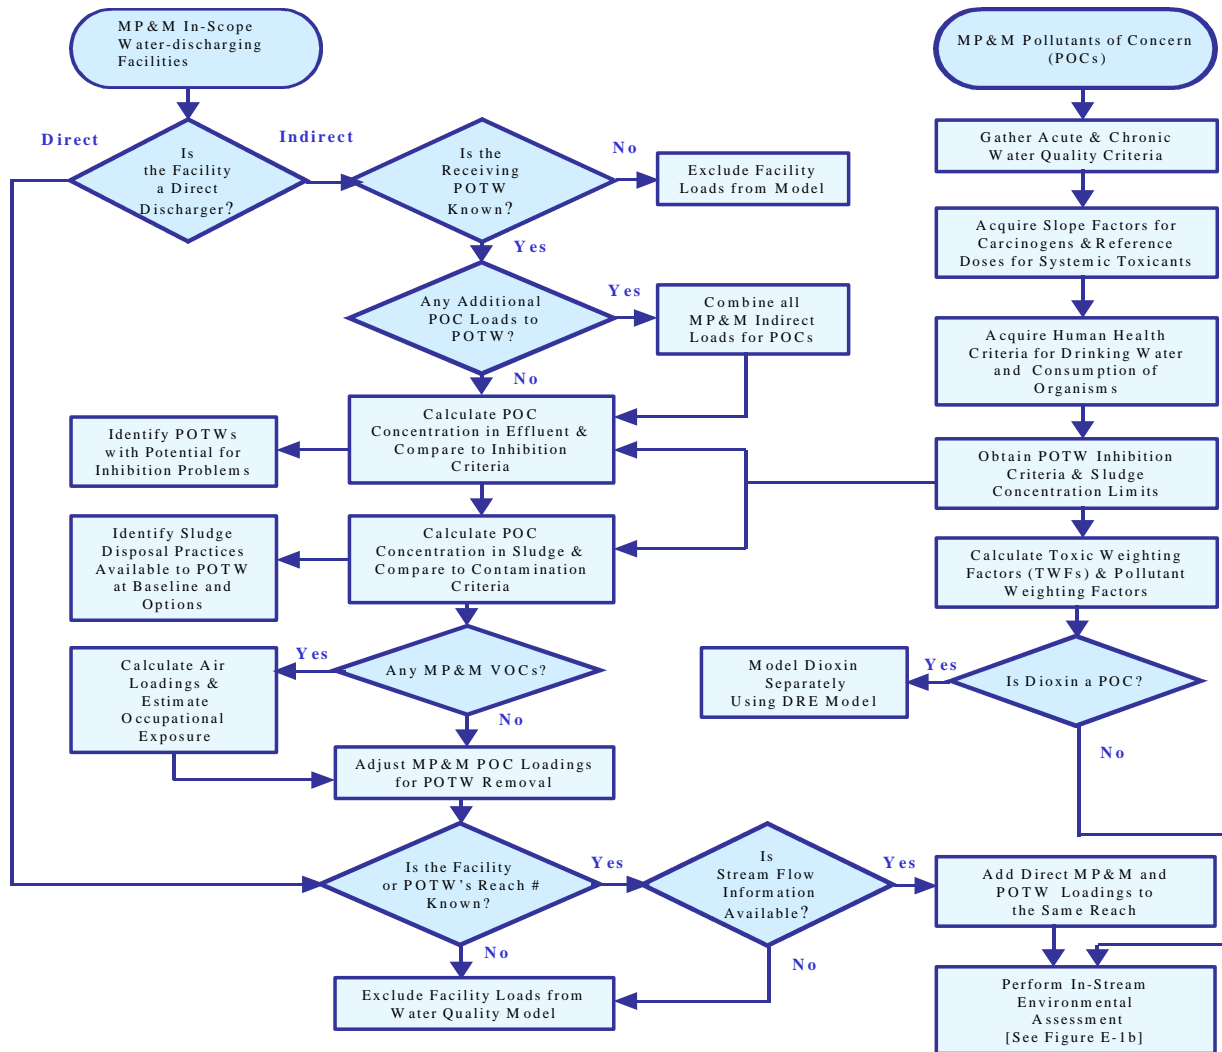 MP&M In-Scope
Water-discharging
Facilities
MP&M Pollutants of Concern
(POCs)
Direct
Indirect
Is
the Facility
a Direct
Discharger?
Is the
Receiving
POTW
Known?
No
Exclude Facility
Loads from Model
Gather Acute & Chronic
Water Quality Criteria
Yes
Acquire Slope Factors for
Carcinogens &Reference
Doses for Systemic Toxicants
Any Additional
POC Loads to
POTW?
Yes
Combine all
MP&M Indirect
Loads for POCs
No
Acquire Human Health
Criteria for Drinking Water
and Consumption of
Organisms
Identify POTWs
with Potential for
Inhibition Problems
Calculate POC
Concentration in Effluent &
Compare to Inhibition
Criteria
Obtain POTW Inhibition
Criteria & Sludge
Concentration Limits
Identify Sludge
Disposal Practices
Available to POTW
at Baseline and
Options
Calculate POC
Concentration in Sludge &
Compare to Contamination
Criteria
Calculate Toxic Weighting
Factors (TWFs) & Pollutant
Weighting Factors
Calculate Air
Loadings &
Estimate
Occupational
Exposure
Yes
Any MP&M VOCs?
No
Model Dioxin
Separately
Using DRE Model
Yes
Is Dioxin a POC?
No
Adjust MP&M POC Loadings
for POTW Removal
Is the Facility
or POTW's Reach #
Known?
Yes
No
Is
Stream Flow
Information
Available?
Yes
No
Add Direct MP&M and
POTW Loadings to
the Same Reach
Exclude Facility Loads from
Water Quality Model
Perform In-Stream
Environmental
Assessment
[See Figure E-1b]